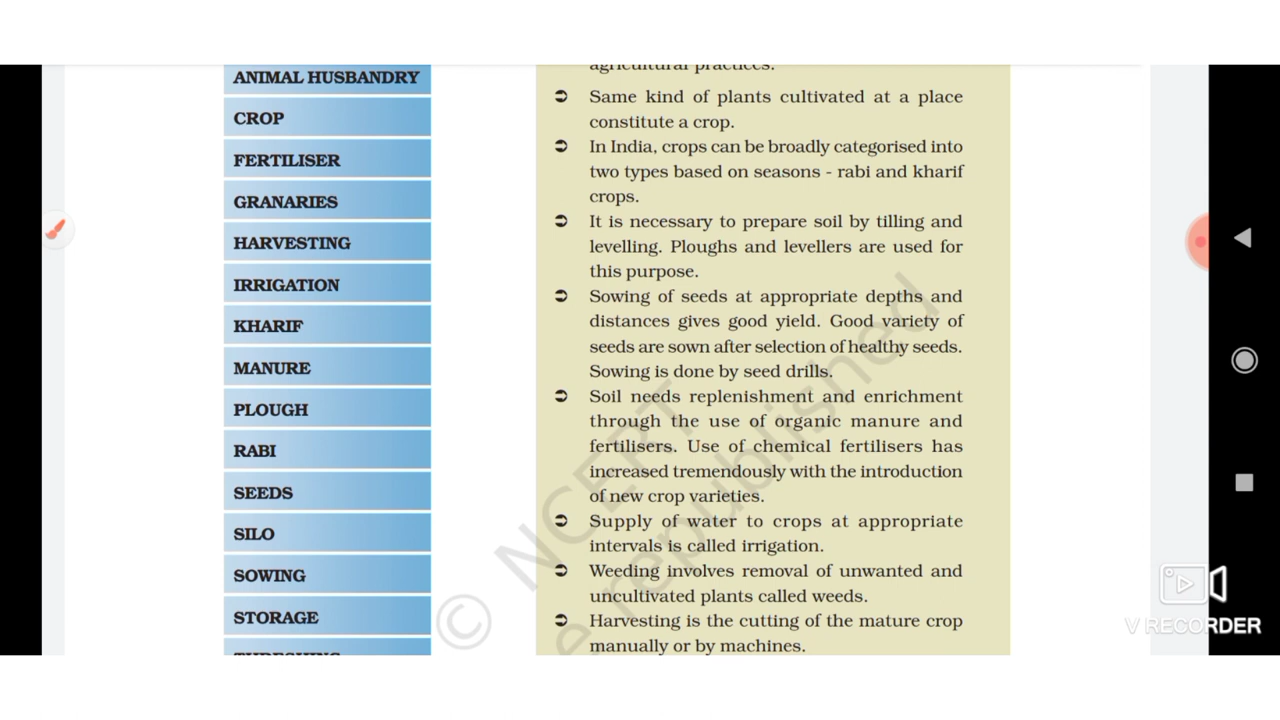 ANIMAL HUSBANDRY
CROP
FERTILISER
GRANARIES
HARVESTING
IRRIGATION
KHARIF
MANURE
PLOUGH
RABI
SEEDS
SILO
SOWING
STORAGE
THRESHING
agricultural practices.
➲ Same kind of plants cultivated at a place
constitute a crop.
➲ In India, crops can be broadly categorised into
two types based on seasons - rabi and kharif
crops.
➲ It is necessary to prepare soil by tilling and
levelling. Ploughs and levellers are used for
this purpose.
➲ Sowing of seeds at appropriate depths and
distances gives good yield. Good variety of
seeds are sown after selection of healthy seeds.
Sowing is done by seed drills.
➲ Soil needs replenishment and enrichment
through the use of organic manure and
fertilisers. Use of chemical fertilisers has
increased tremendously with the introduction
of new crop varieties.
➲ Supply of water to crops at appropriate
intervals is called irrigation.
➲ Weeding involves removal of unwanted and
uncultivated plants called weeds.
➲ Harvesting is the cutting of the mature crop
manually or by machines.
© NCERT
e republished
V RECORDER